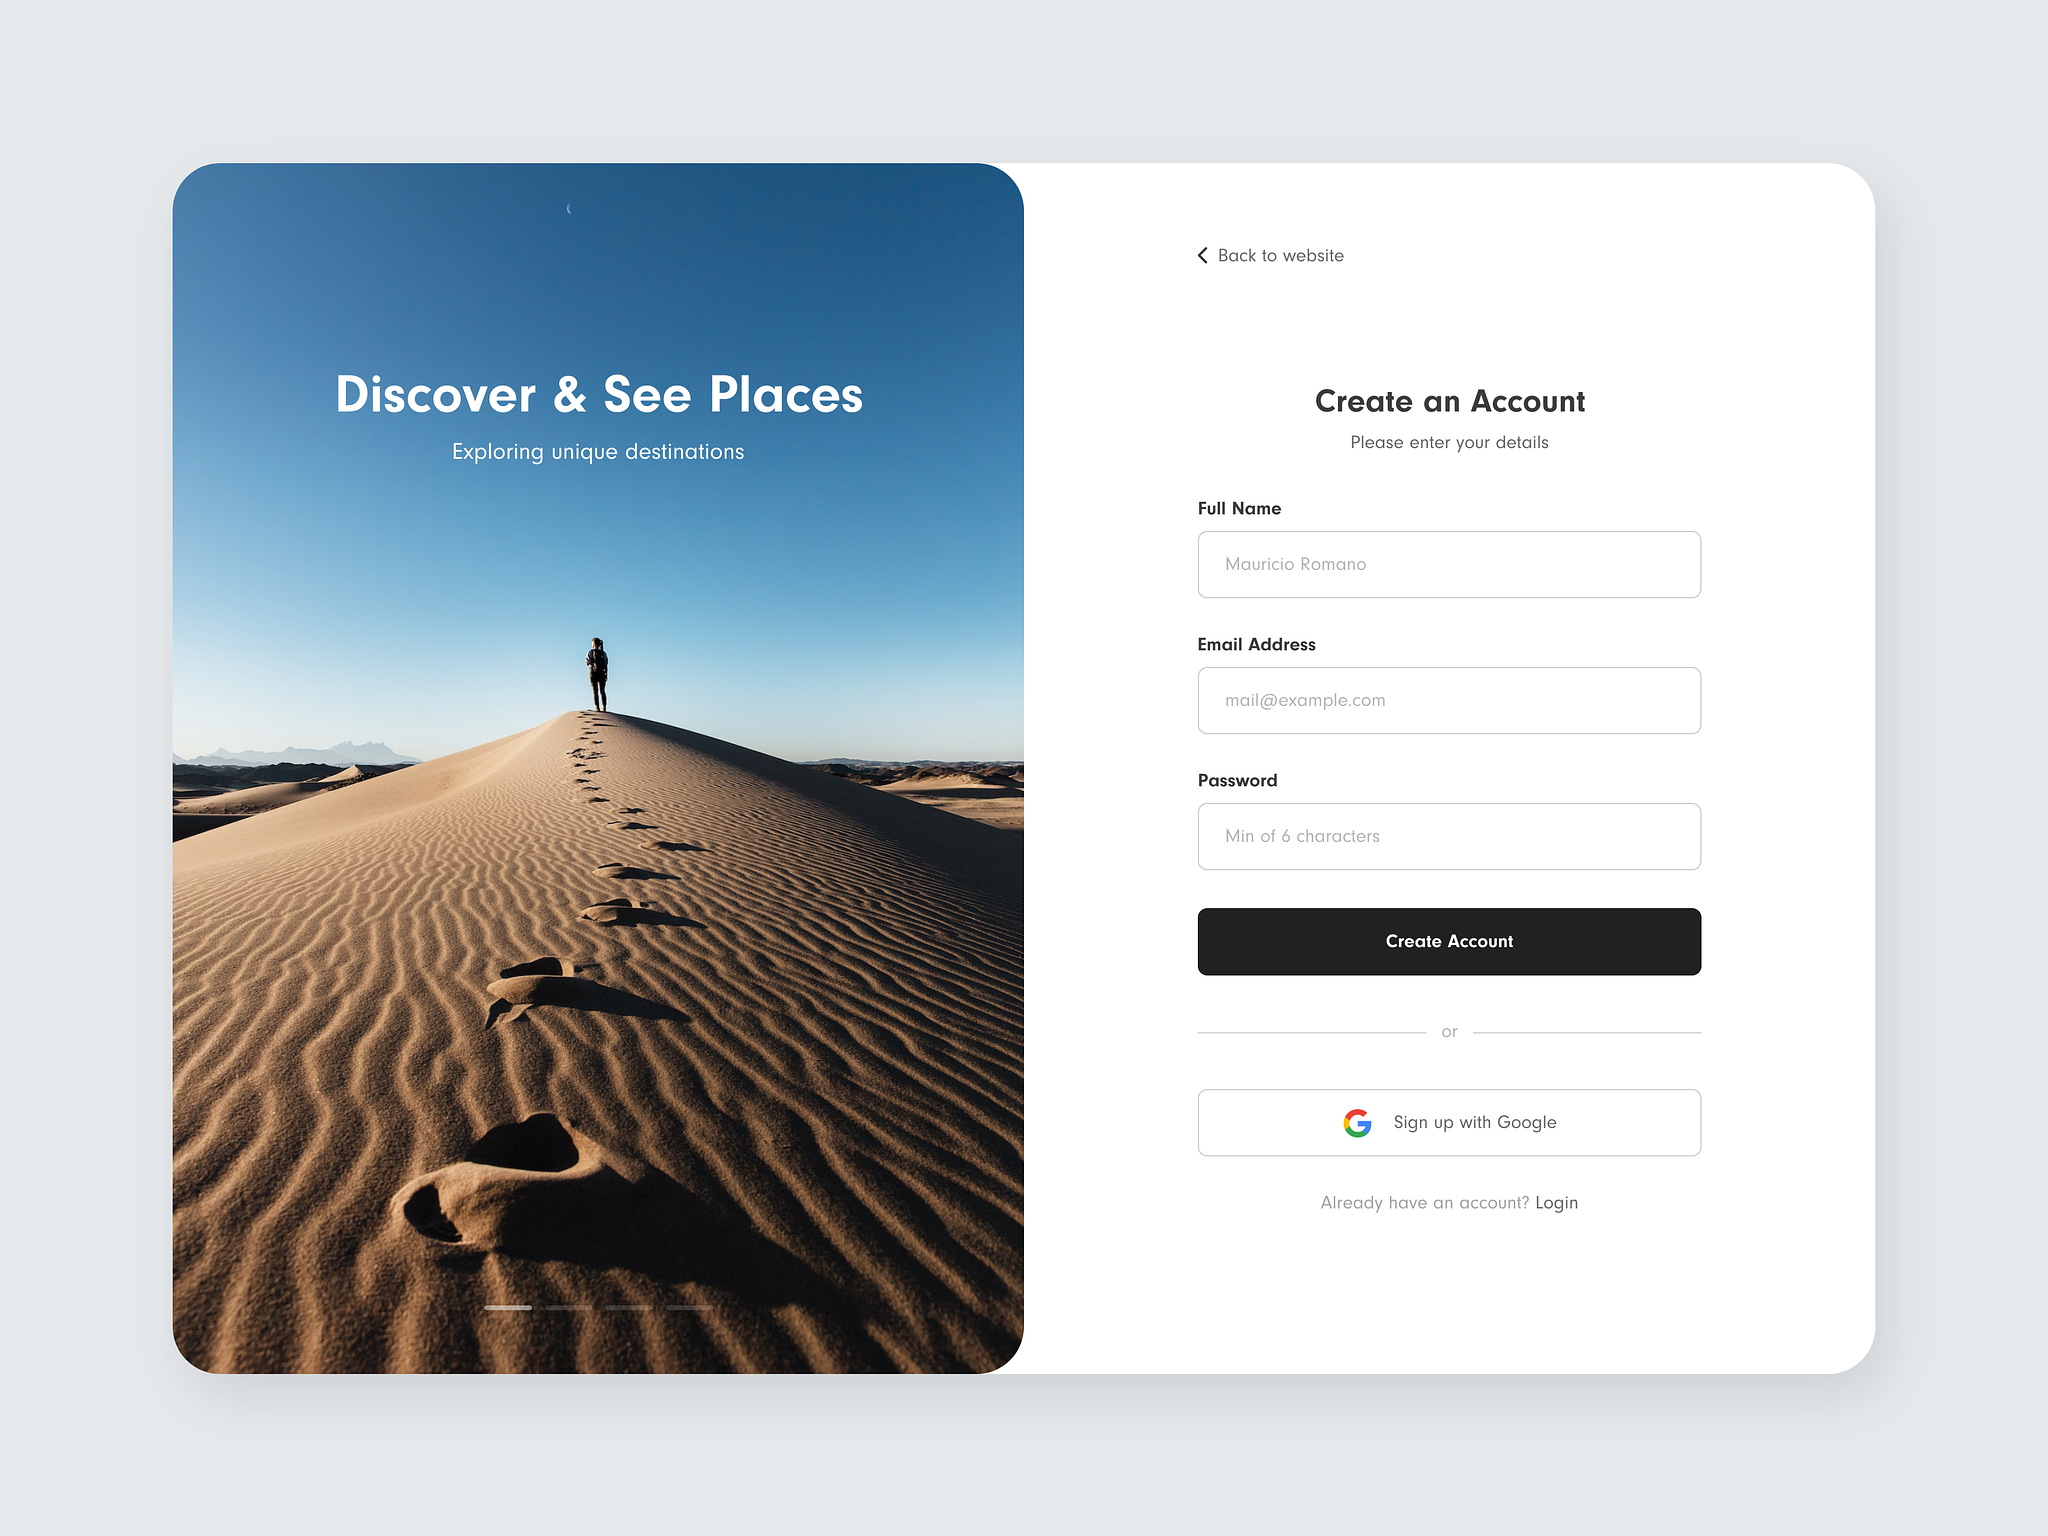 Discover & See Places
Exploring unique destinations
Back to website
Create an Account
Please enter your details
Full Name
Mauricio Romano
Email Address
mail@example.com
Password
Min of 6 characters
Create Account
or
Sign up with Google
Already have an account? Login